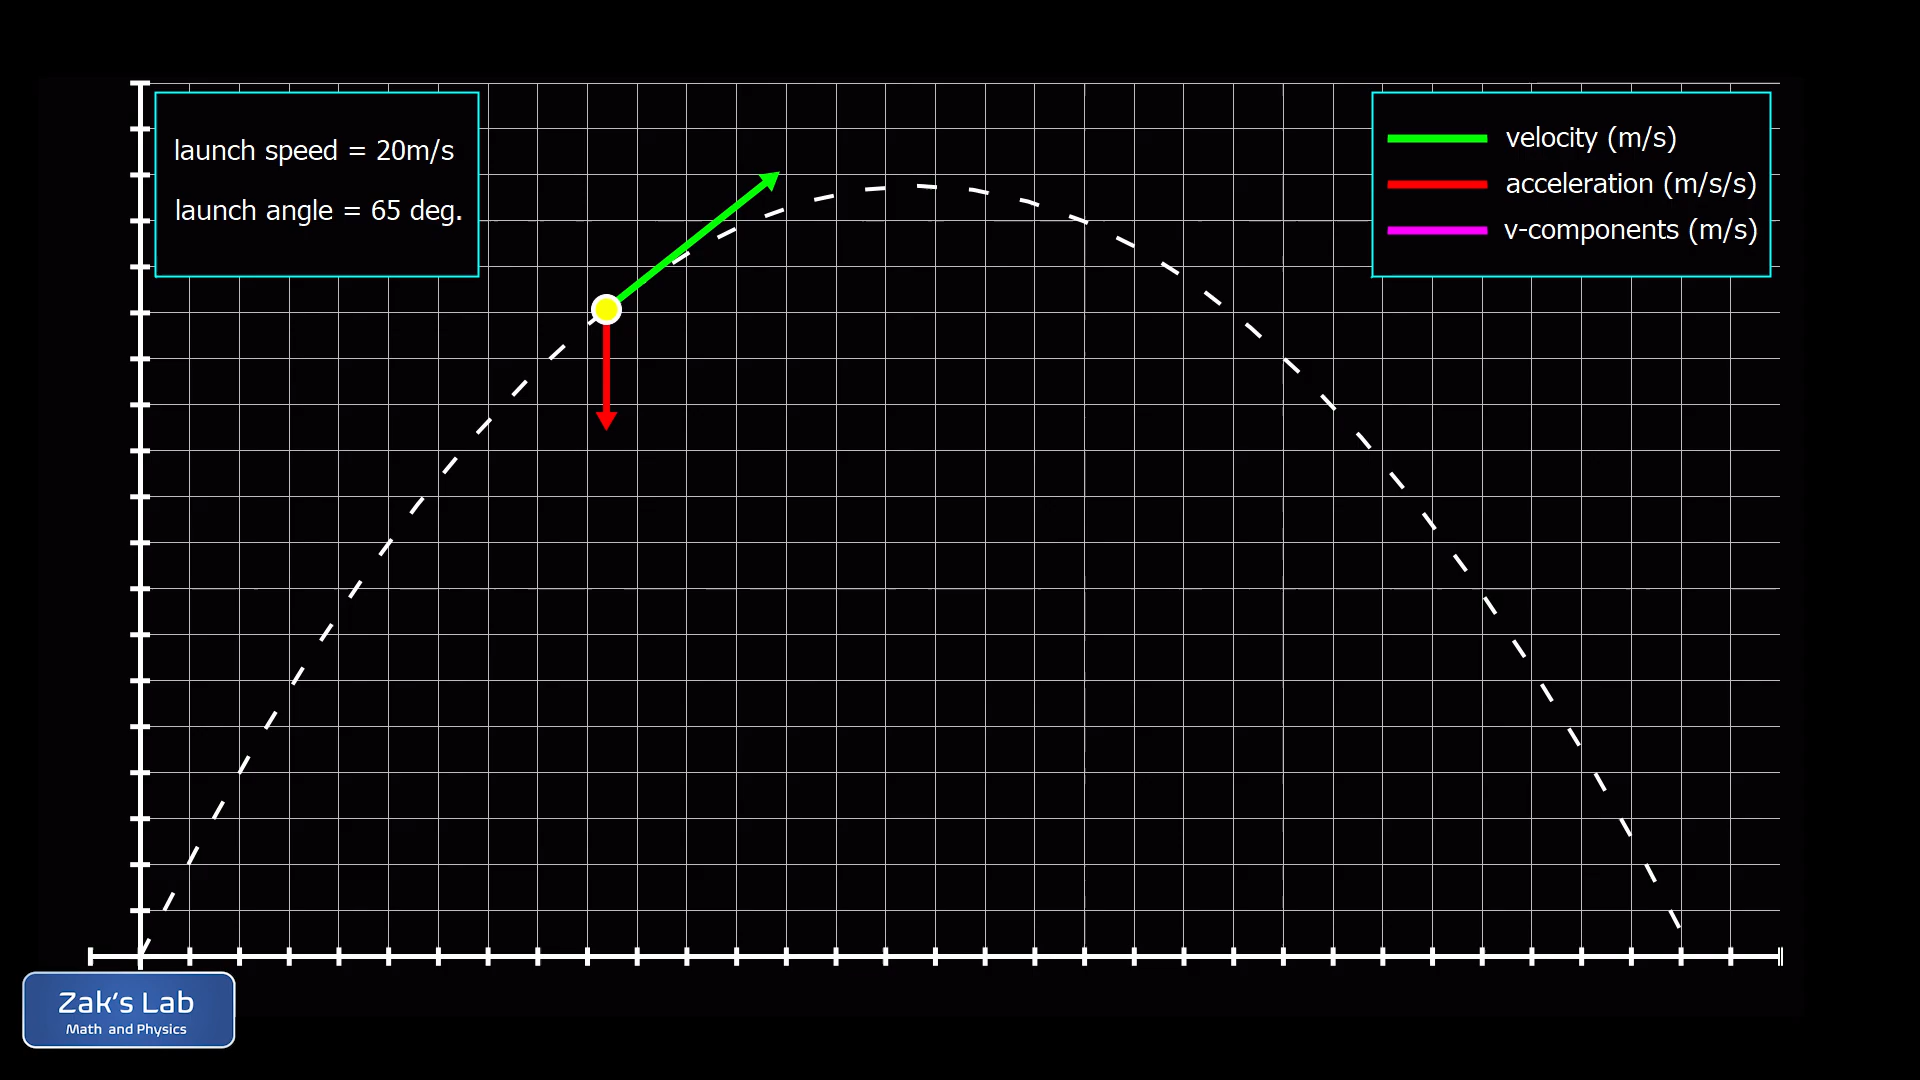 launch speed = 20m/s
launch angle = 65 deg.
velocity (m/s)
acceleration (m/s/s)
v-components (m/s)
Zak's Lab
Math and Physics